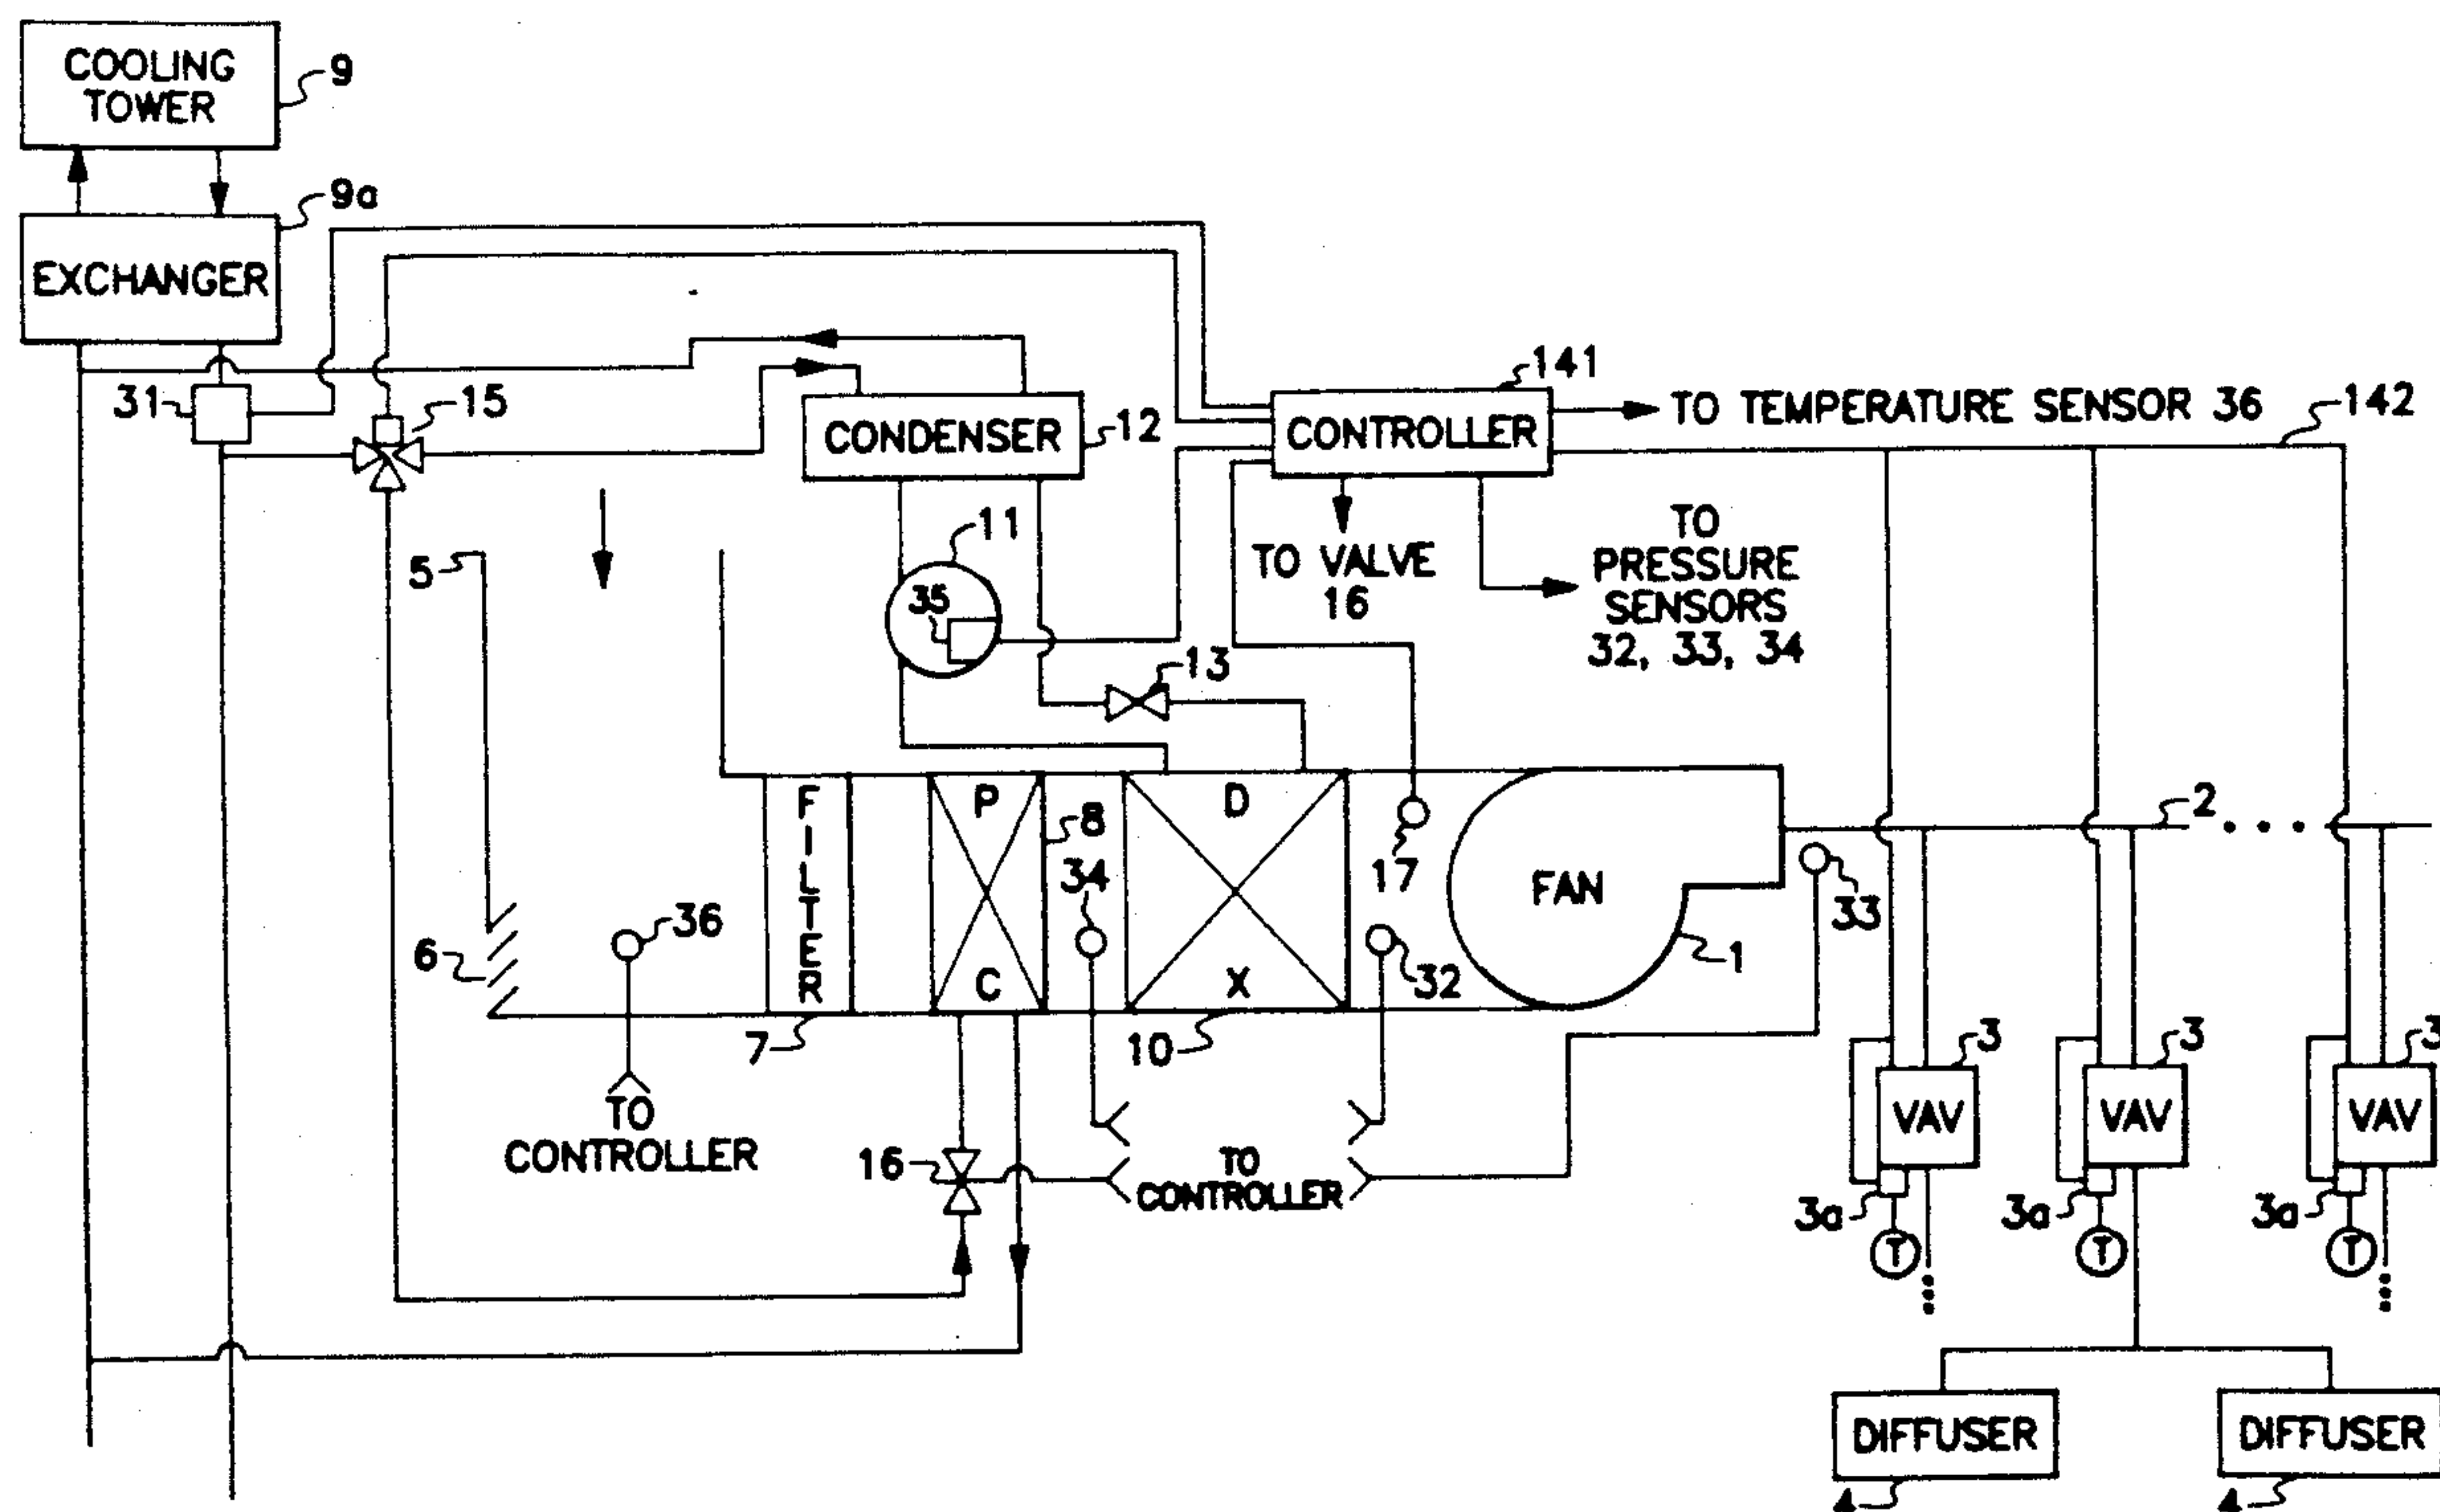 COOLING
TOWER
9
9a
EXCHANGER
31
15
CONDENSER
12
141
CONTROLLER
TO TEMPERATURE SENSOR 36
142
TO VALVE
16
TO
PRESSURE
SENSORS
32, 33, 34
5
11
35
13
6
36
FILTER
7
P
C
8
34
D
X
10
17
32
FAN
1
2
33
TO
CONTROLLER
16
TO
CONTROLLER
3
3
3
VAV
VAV
VAV
3a
3a
3a
T
T
T
DIFFUSER
DIFFUSER